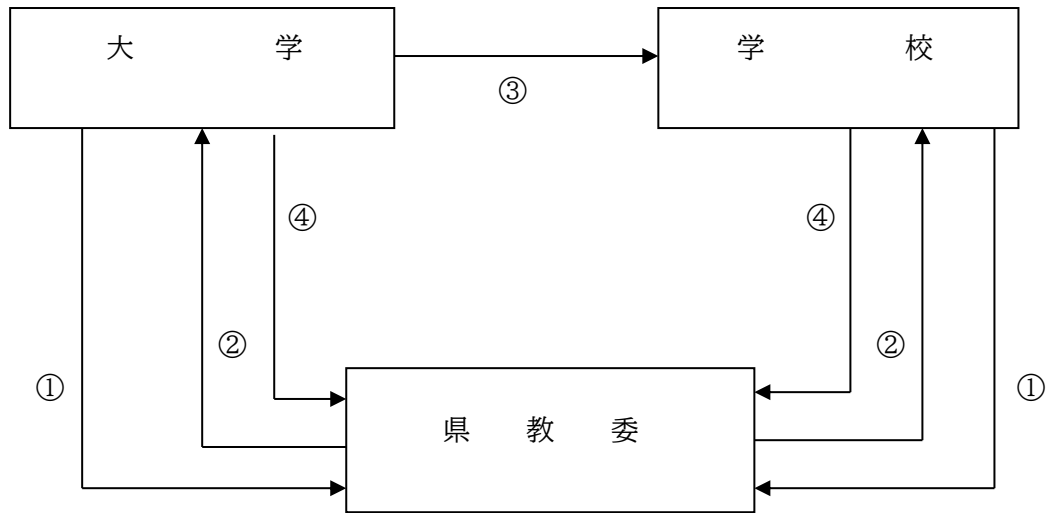 大 学
学 校
③
④
④
②
②
①
①
県 教 委